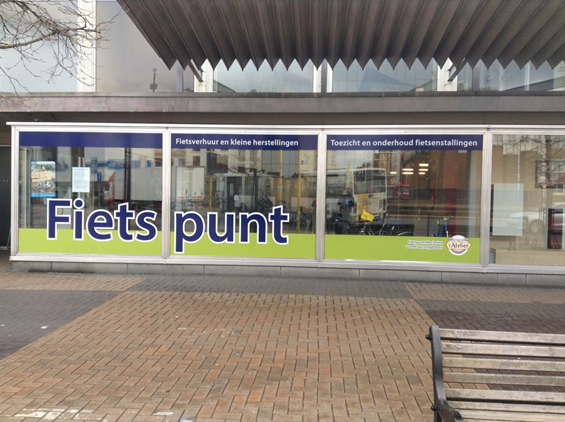 Fietsverhuur en kleine herstellingen
Toezicht en onderhoud fietsenstallingen
Fiets punt
Atelier